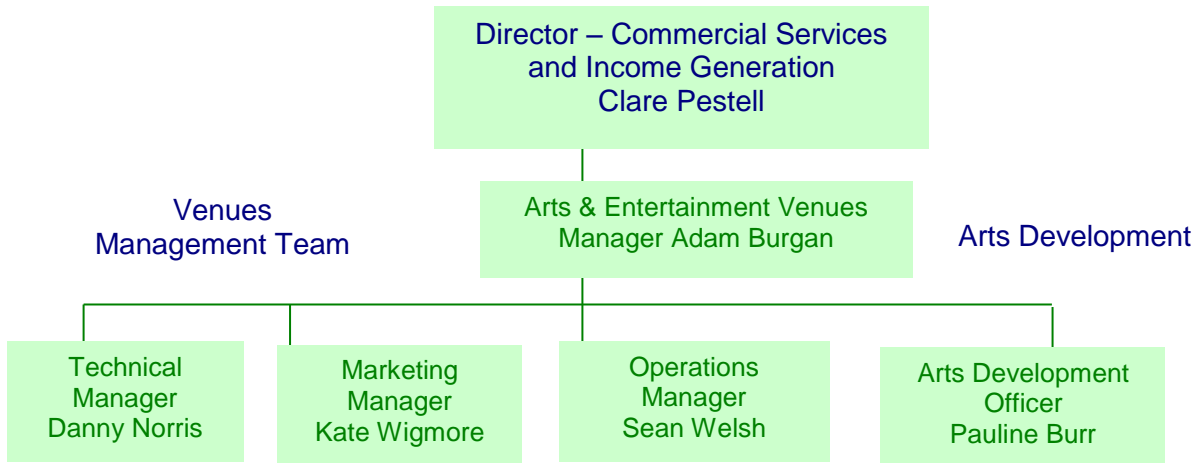 Director – Commercial Services
and Income Generation
Clare Pestell
Venues
Management Team
Arts & Entertainment Venues
Manager Adam Burgan
Arts Development
Technical
Manager
Danny Norris
Marketing
Manager
Kate Wigmore
Operations
Manager
Sean Welsh
Arts Development
Officer
Pauline Burr